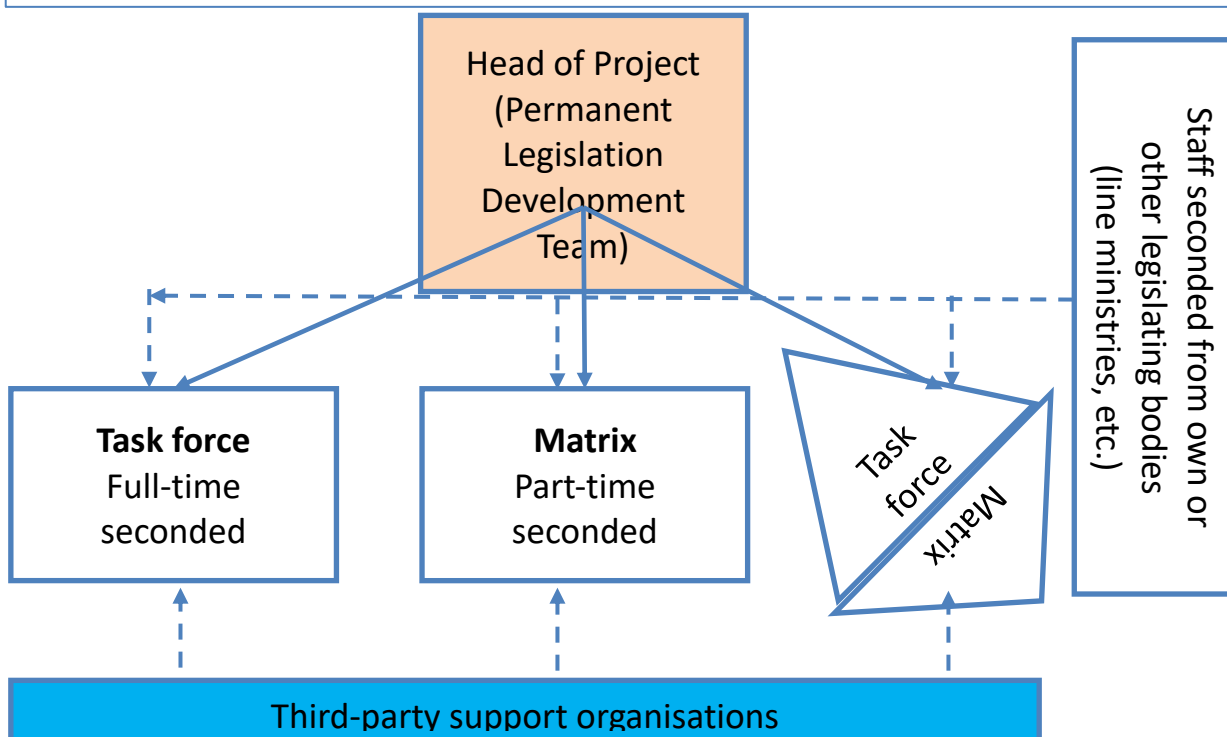 Head of Project
(Permanent
Legislation
Development
Team)
Staff seconded from own or
other legislating bodies
(line ministries, etc.)
Task force
Full-time
seconded
Matrix
Part-time
seconded
Task
force
Matrix
Third-party support organisations